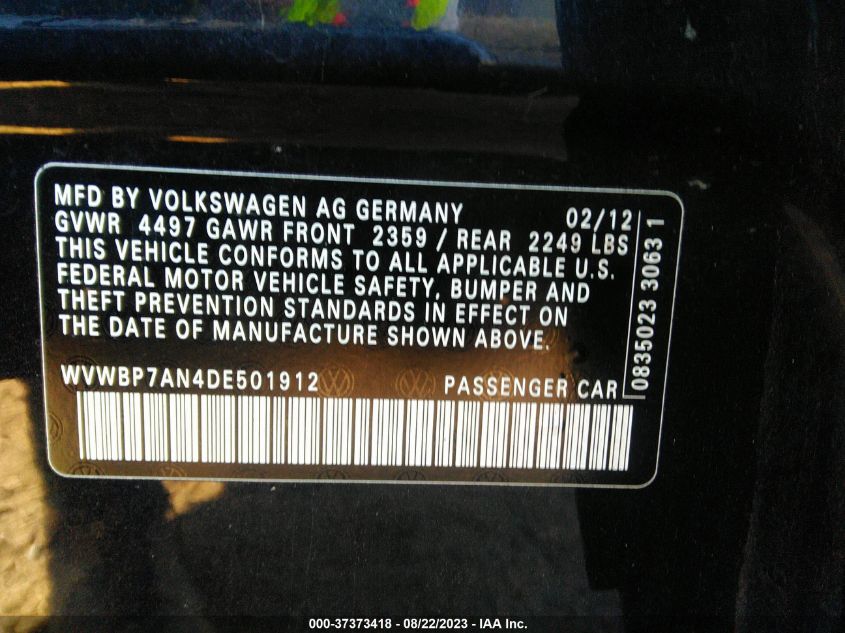 MFD BY VOLKSWAGEN AG GERMANY 02/12
GVWR 4497 GAWR FRONT 2359 / REAR 2249 LBS
THIS VEHICLE CONFORMS TO ALL APPLICABLE U.S.
FEDERAL MOTOR VEHICLE SAFETY, BUMPER AND
THEFT PREVENTION STANDARDS IN EFFECT ON
THE DATE OF MANUFACTURE SHOWN ABOVE.
WVWBP7AN4DE501912 PASSENGER CAR
0835023 3063 1
000-37373418 - 08/22/2023 - IAA Inc.